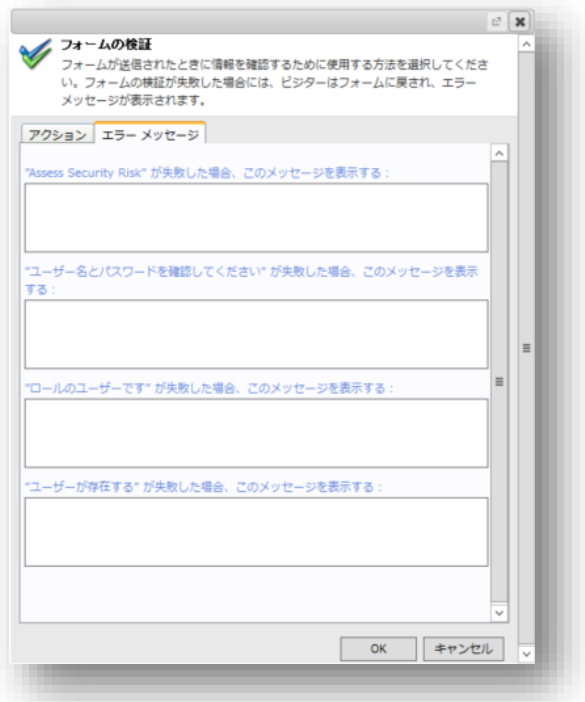 フォームの検証
フォームが送信されたときに情報を確認するために使用する方法を選択してくださ
い。フォームの検証が失敗した場合には、ビジターはフォームに戻され、エラー
メッセージが表示されます。
アクション エラー メッセージ
"Assess Security Risk" が失敗した場合、このメッセージを表示する :
"ユーザー名とパスワードを確認してください" が失敗した場合、このメッセージを表示
する :
"ロールのユーザーです" が失敗した場合、このメッセージを表示する :
"ユーザーが存在する" が失敗した場合、このメッセージを表示する :
OK キャンセル